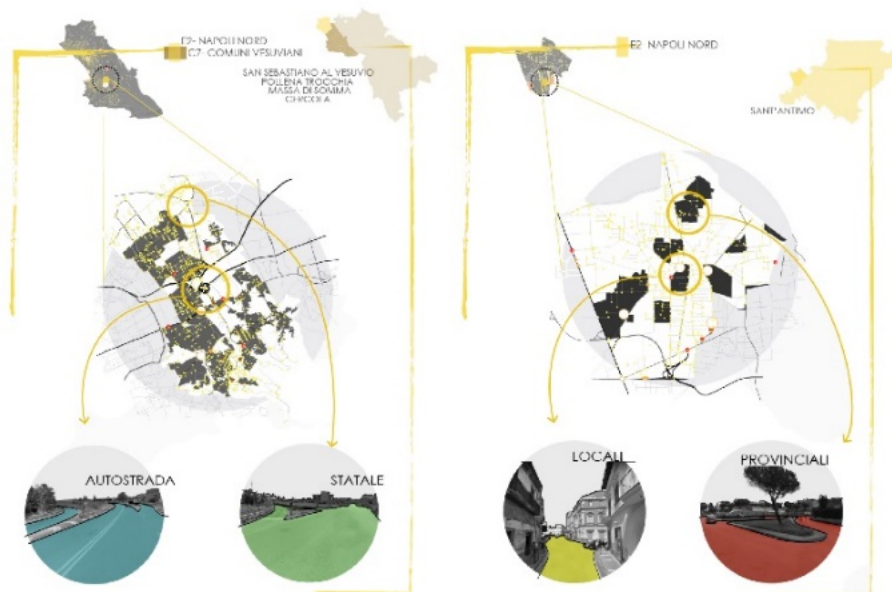 E2- NAPOLI NORD
C7- COMUNI VESUVIANI
SAN SEBASTIANO AL VESUVIO
POLLENA TROCCHIA
MASSA DI SOMMA
CERCOLA
E2- NAPOLI NORD
SANT'ANTIMO
AUTOSTRADA
STATALE
LOCALI
PROVINCIALI